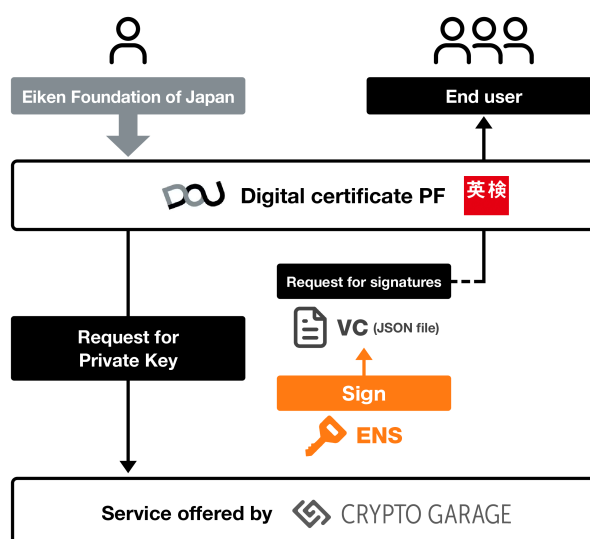 Eiken Foundation of Japan
End user
DOU Digital certificate PF 英検
Request for signatures
VC (JSON file)
Request for
Private Key
Sign
ENS
Service offered by CRYPTO GARAGE